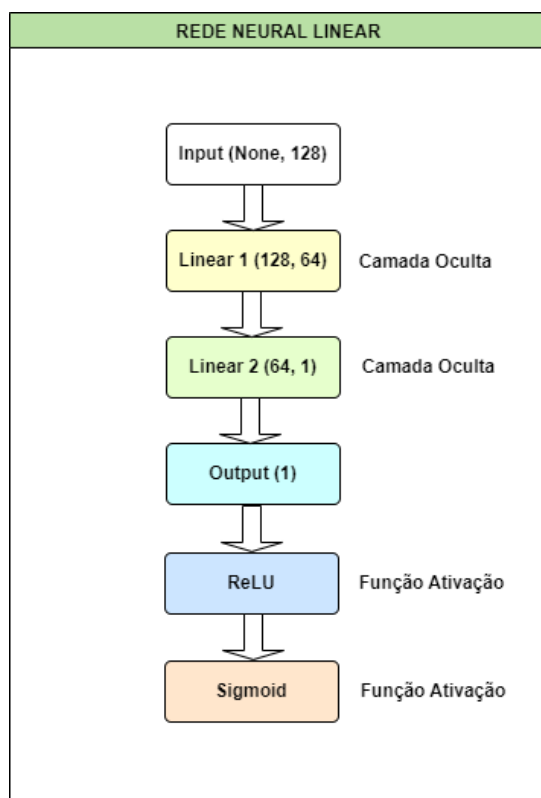 REDE NEURAL LINEAR
Input (None, 128)
Linear 1 (128, 64)
Camada Oculta
Linear 2 (64, 1)
Camada Oculta
Output (1)
ReLU
Função Ativação
Sigmoid
Função Ativação